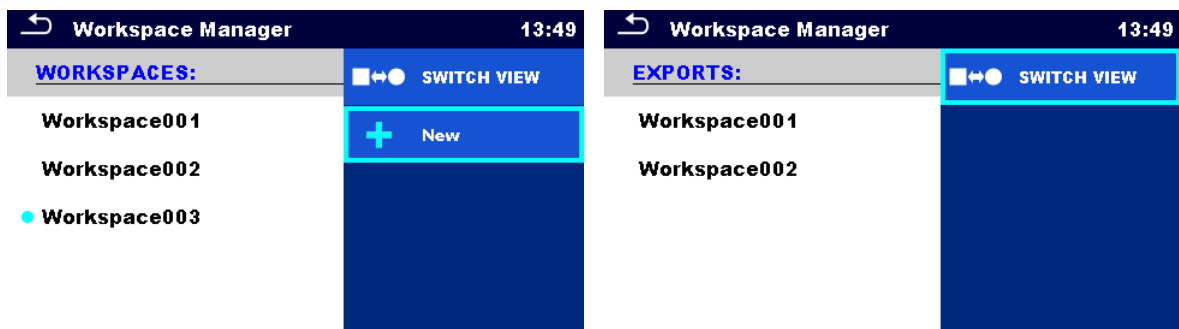 Workspace Manager 13:49
WORKSPACES:
SWITCH VIEW
Workspace001
New
Workspace002
Workspace003
Workspace Manager 13:49
EXPORTS:
SWITCH VIEW
Workspace001
Workspace002